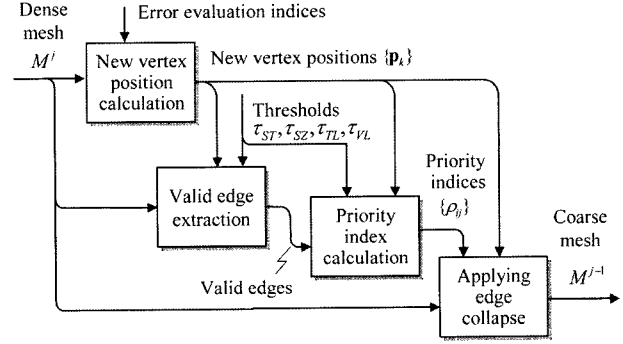 Dense
mesh
M^j
Error evaluation indices
New vertex
position
calculation
New vertex positions {p_k}
Thresholds
τ_ST, τ_SZ, τ_TL, τ_VL
Valid edge
extraction
Valid edges
Priority
index
calculation
Priority
indices
{ρ_ij}
Applying
edge
collapse
Coarse
mesh
M^{j-1}